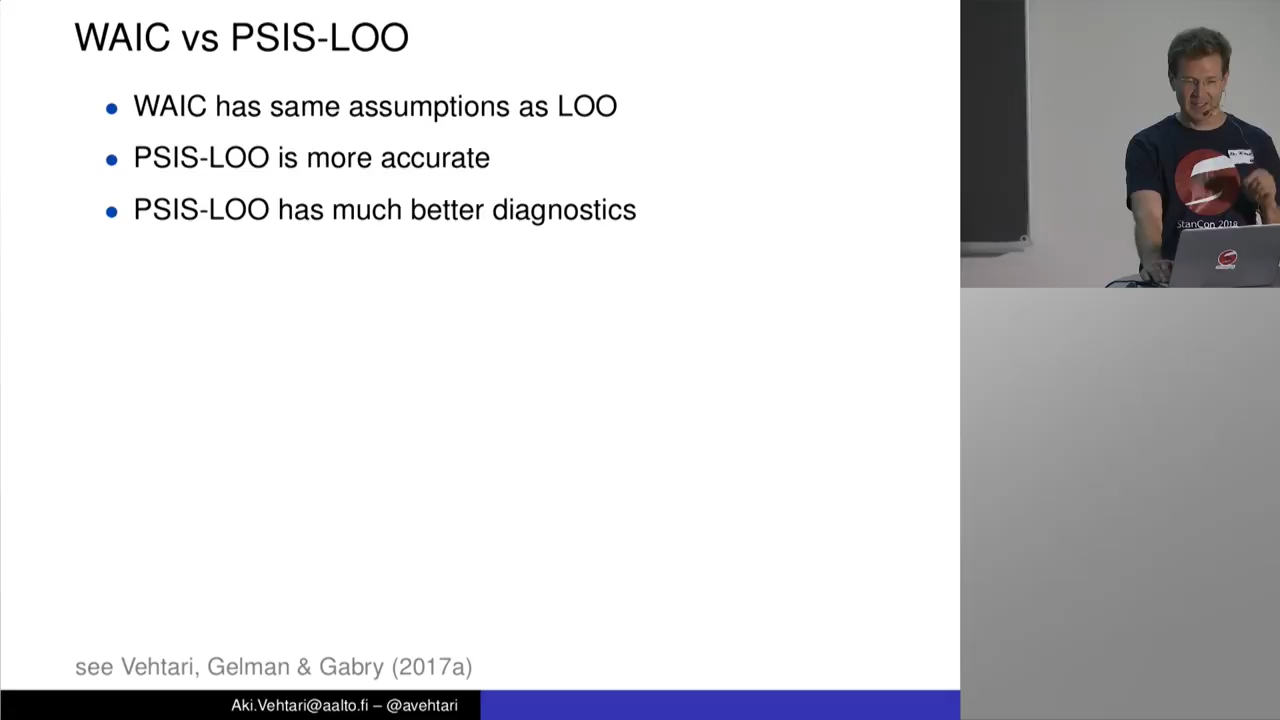 WAIC vs PSIS-LOO
WAIC has same assumptions as LOO
PSIS-LOO is more accurate
PSIS-LOO has much better diagnostics
see Vehtari, Gelman & Gabry (2017a)
Aki.Vehtari@aalto.fi – @avehtari
StanCon 2018